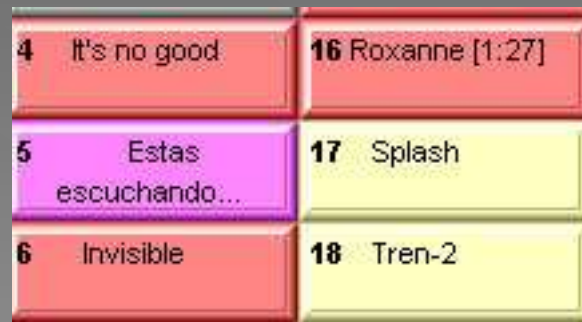 4 It's no good
16 Roxanne [1:27]
5 Estas
escuchando...
17 Splash
6 Invisible
18 Tren-2